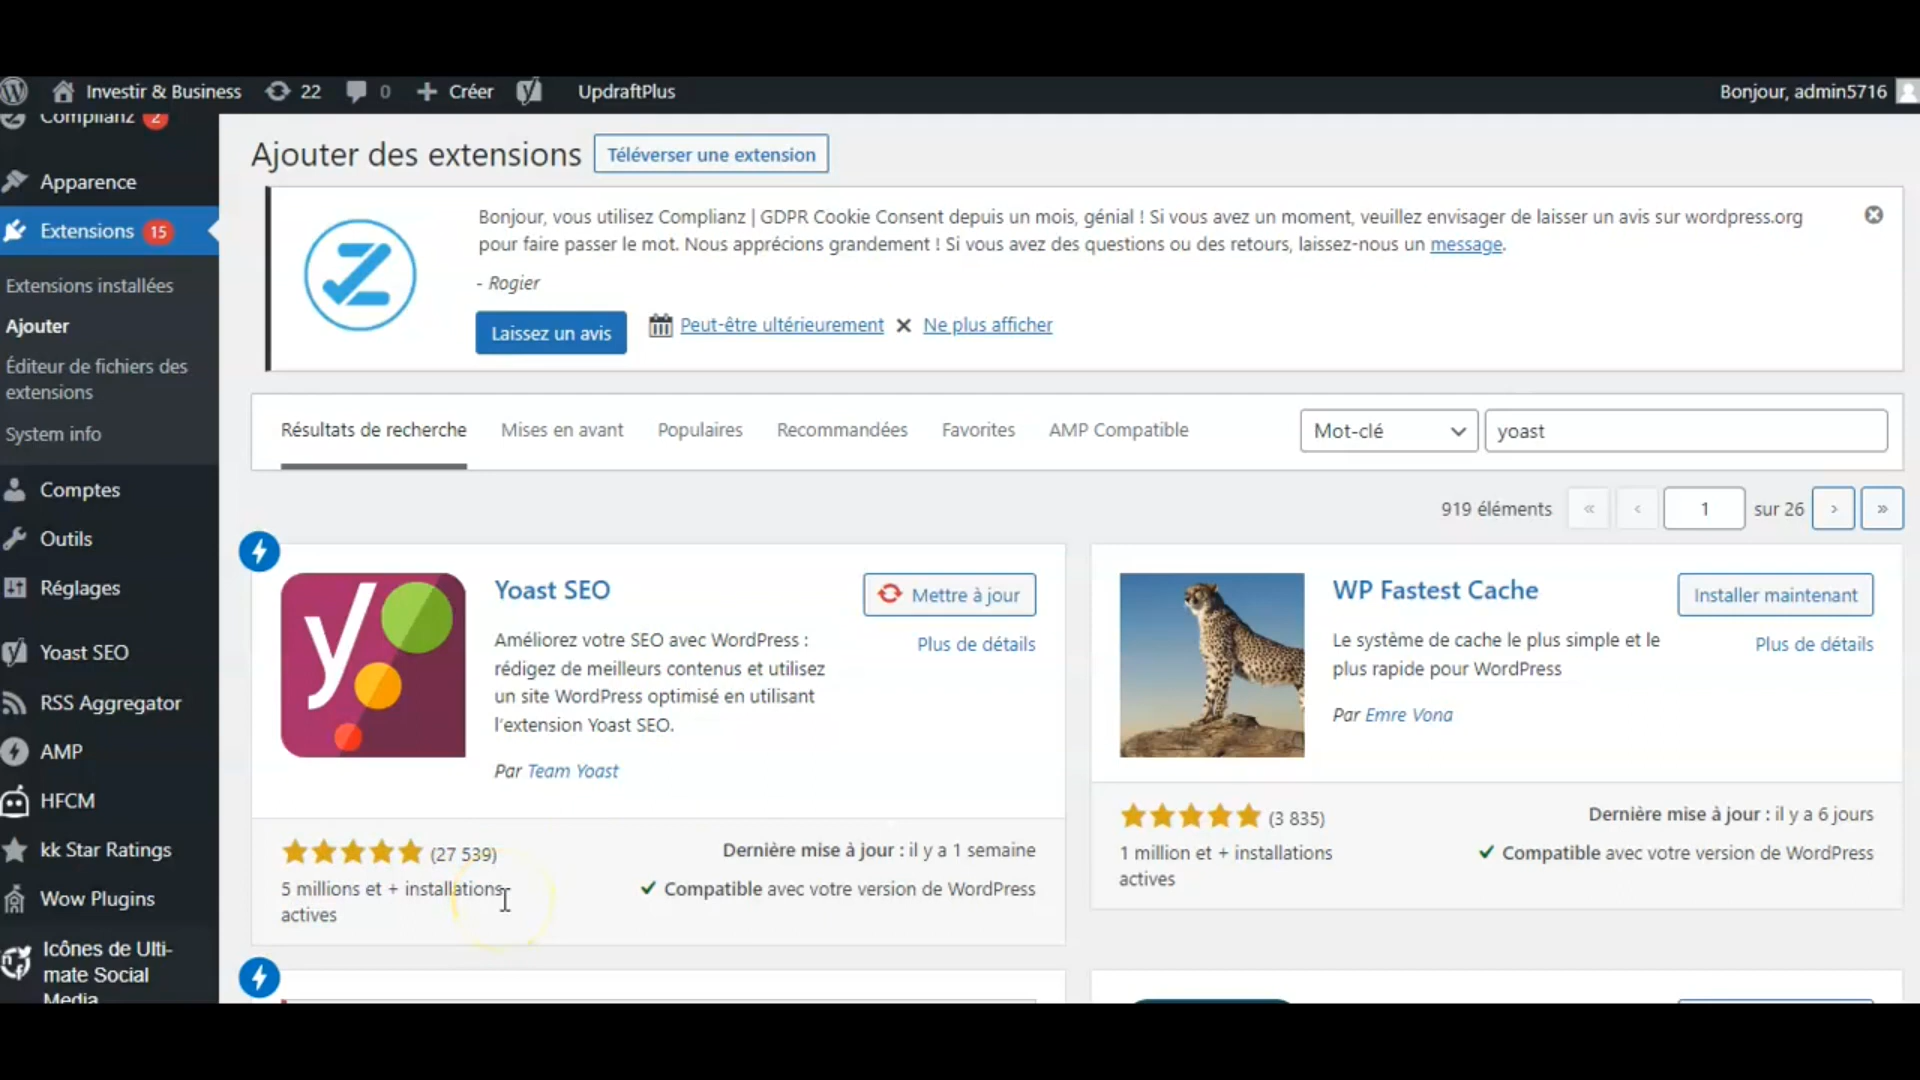 Investir & Business
22
0
Créer
UpdraftPlus
Bonjour, admin5716
Complianz 2
Apparence
Extensions 15
Extensions installées
Ajouter
Éditeur de fichiers des
extensions
System info
Comptes
Outils
Réglages
Yoast SEO
RSS Aggregator
AMP
HFCM
kk Star Ratings
Wow Plugins
Icônes de Ulti-
mate Social
Media
Ajouter des extensions
Téléverser une extension
Bonjour, vous utilisez Complianz | GDPR Cookie Consent depuis un mois, génial ! Si vous avez un moment, veuillez envisager de laisser un avis sur wordpress.org
pour faire passer le mot. Nous apprécions grandement ! Si vous avez des questions ou des retours, laissez-nous un message.
- Rogier
Laissez un avis
Peut-être ultérieurement
Ne plus afficher
Résultats de recherche
Mises en avant
Populaires
Recommandées
Favorites
AMP Compatible
Mot-clé
yoast
919 éléments
«
‹
1
sur 26
›
»
Yoast SEO
Mettre à jour
Plus de détails
Améliorez votre SEO avec WordPress :
rédigez de meilleurs contenus et utilisez
un site WordPress optimisé en utilisant
l'extension Yoast SEO.
Par Team Yoast
(27 539)
5 millions et + installations
actives
Dernière mise à jour : il y a 1 semaine
Compatible avec votre version de WordPress
WP Fastest Cache
Installer maintenant
Plus de détails
Le système de cache le plus simple et le
plus rapide pour WordPress
Par Emre Vona
(3 835)
1 million et + installations
actives
Dernière mise à jour : il y a 6 jours
Compatible avec votre version de WordPress